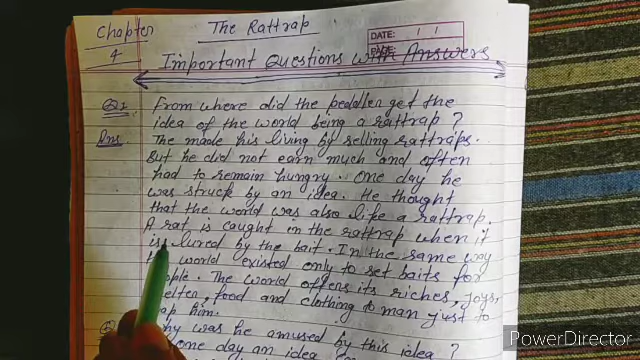 Chapter The Rattrap
4
DATE: / /
PAGE:
Important Questions with Answers
Q1 From where did the peddler get the
idea of the world being a rattrap ?
Ans The made his living by selling rattraps.
But he did not earn much and often
had to remain hungry. One day he
was struck by an idea. He thought
that the world was also like a rattrap.
A rat is caught in the rattrap when it
is lured by the bait. In the same way
world existed only to set baits for
The world offers its riches, joys,
food and clothing to man just to
him.
was he amused by this idea ?
one day an idea
PowerDirector